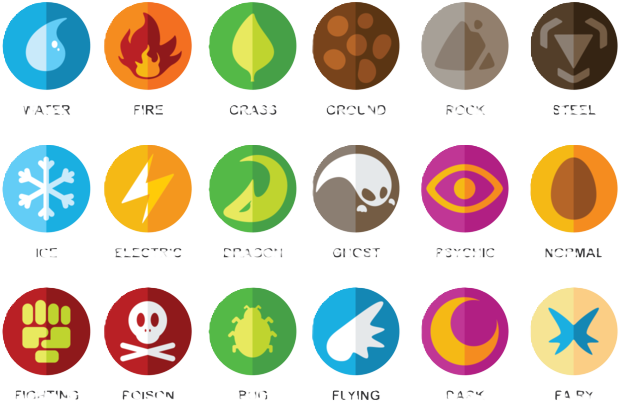 WATER FIRE GRASS GROUND ROCK STEEL
ICE ELECTRIC DRAGON GHOST PSYCHIC NORMAL
FIGHTING POISON BUG FLYING DARK FAIRY